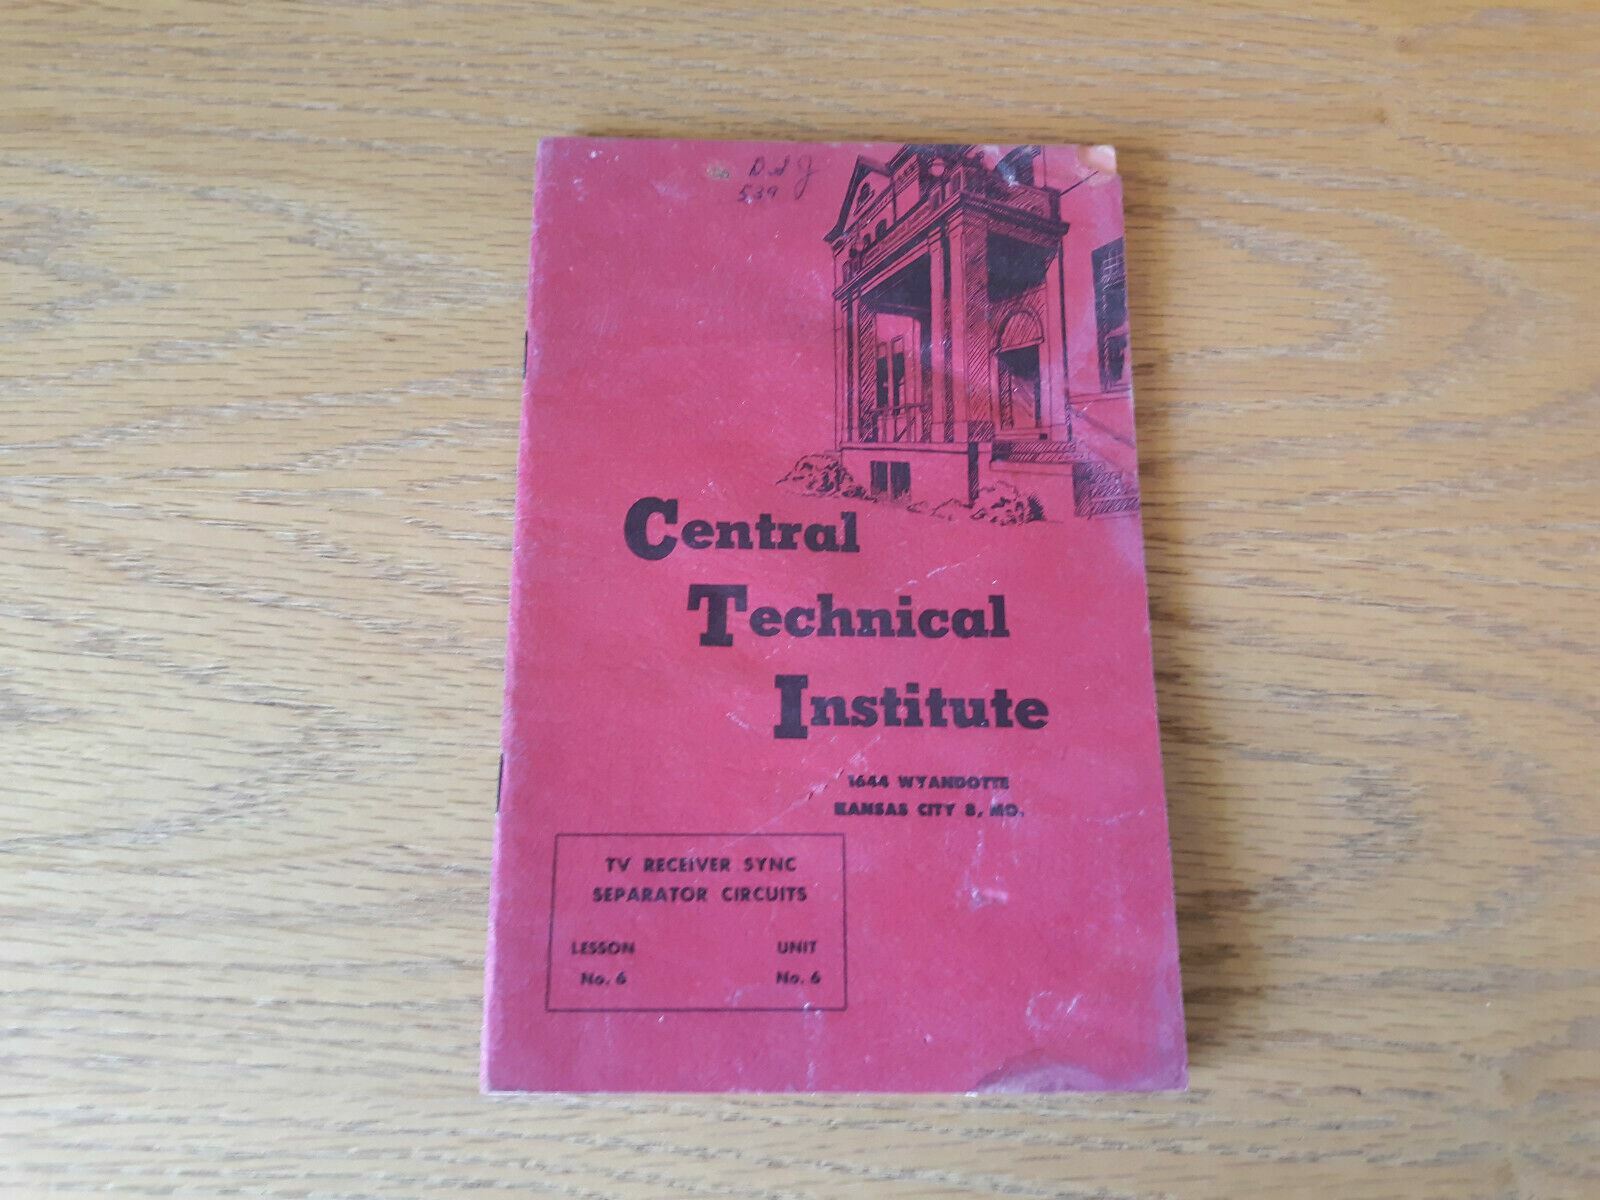 539
Central
Technical
Institute
1644 WYANDOTTE
KANSAS CITY 8, MO.
TV RECEIVER SYNC
SEPARATOR CIRCUITS
LESSON UNIT
No. 6 No. 6